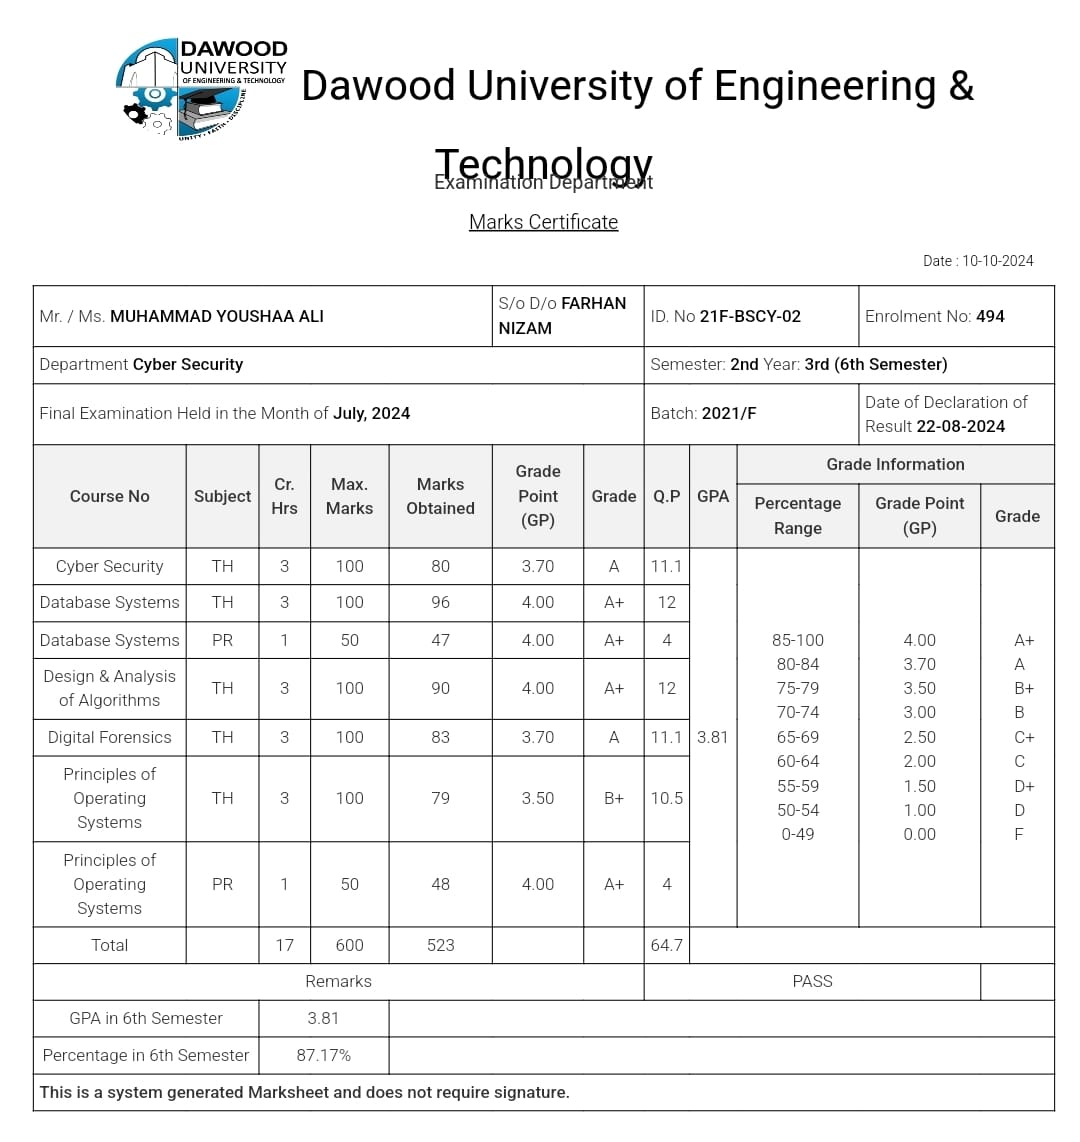 DAWOOD
UNIVERSITY
OF ENGINEERING & TECHNOLOGY
UNITY • FAITH • DISCIPLINE
Dawood University of Engineering &
Technology
Examination Department
Marks Certificate
Date : 10-10-2024
Mr. / Ms. MUHAMMAD YOUSHAA ALI
S/o D/o FARHAN
NIZAM
ID. No 21F-BSCY-02
Enrolment No: 494
Department Cyber Security
Semester: 2nd Year: 3rd (6th Semester)
Final Examination Held in the Month of July, 2024
Batch: 2021/F
Date of Declaration of
Result 22-08-2024
Course No
Subject
Cr.
Hrs
Max.
Marks
Marks
Obtained
Grade
Point
(GP)
Grade
Q.P
GPA
Grade Information
Percentage
Range
Grade Point
(GP)
Grade
Cyber Security TH 3 100 80 3.70 A 11.1
Database Systems TH 3 100 96 4.00 A+ 12
Database Systems PR 1 50 47 4.00 A+ 4
Design & Analysis
of Algorithms
TH 3 100 90 4.00 A+ 12
Digital Forensics TH 3 100 83 3.70 A 11.1
Principles of
Operating
Systems
TH 3 100 79 3.50 B+ 10.5
Principles of
Operating
Systems
PR 1 50 48 4.00 A+ 4
3.81
85-100 4.00 A+
80-84 3.70 A
75-79 3.50 B+
70-74 3.00 B
65-69 2.50 C+
60-64 2.00 C
55-59 1.50 D+
50-54 1.00 D
0-49 0.00 F
Total 17 600 523 64.7
Remarks PASS
GPA in 6th Semester 3.81
Percentage in 6th Semester 87.17%
This is a system generated Marksheet and does not require signature.